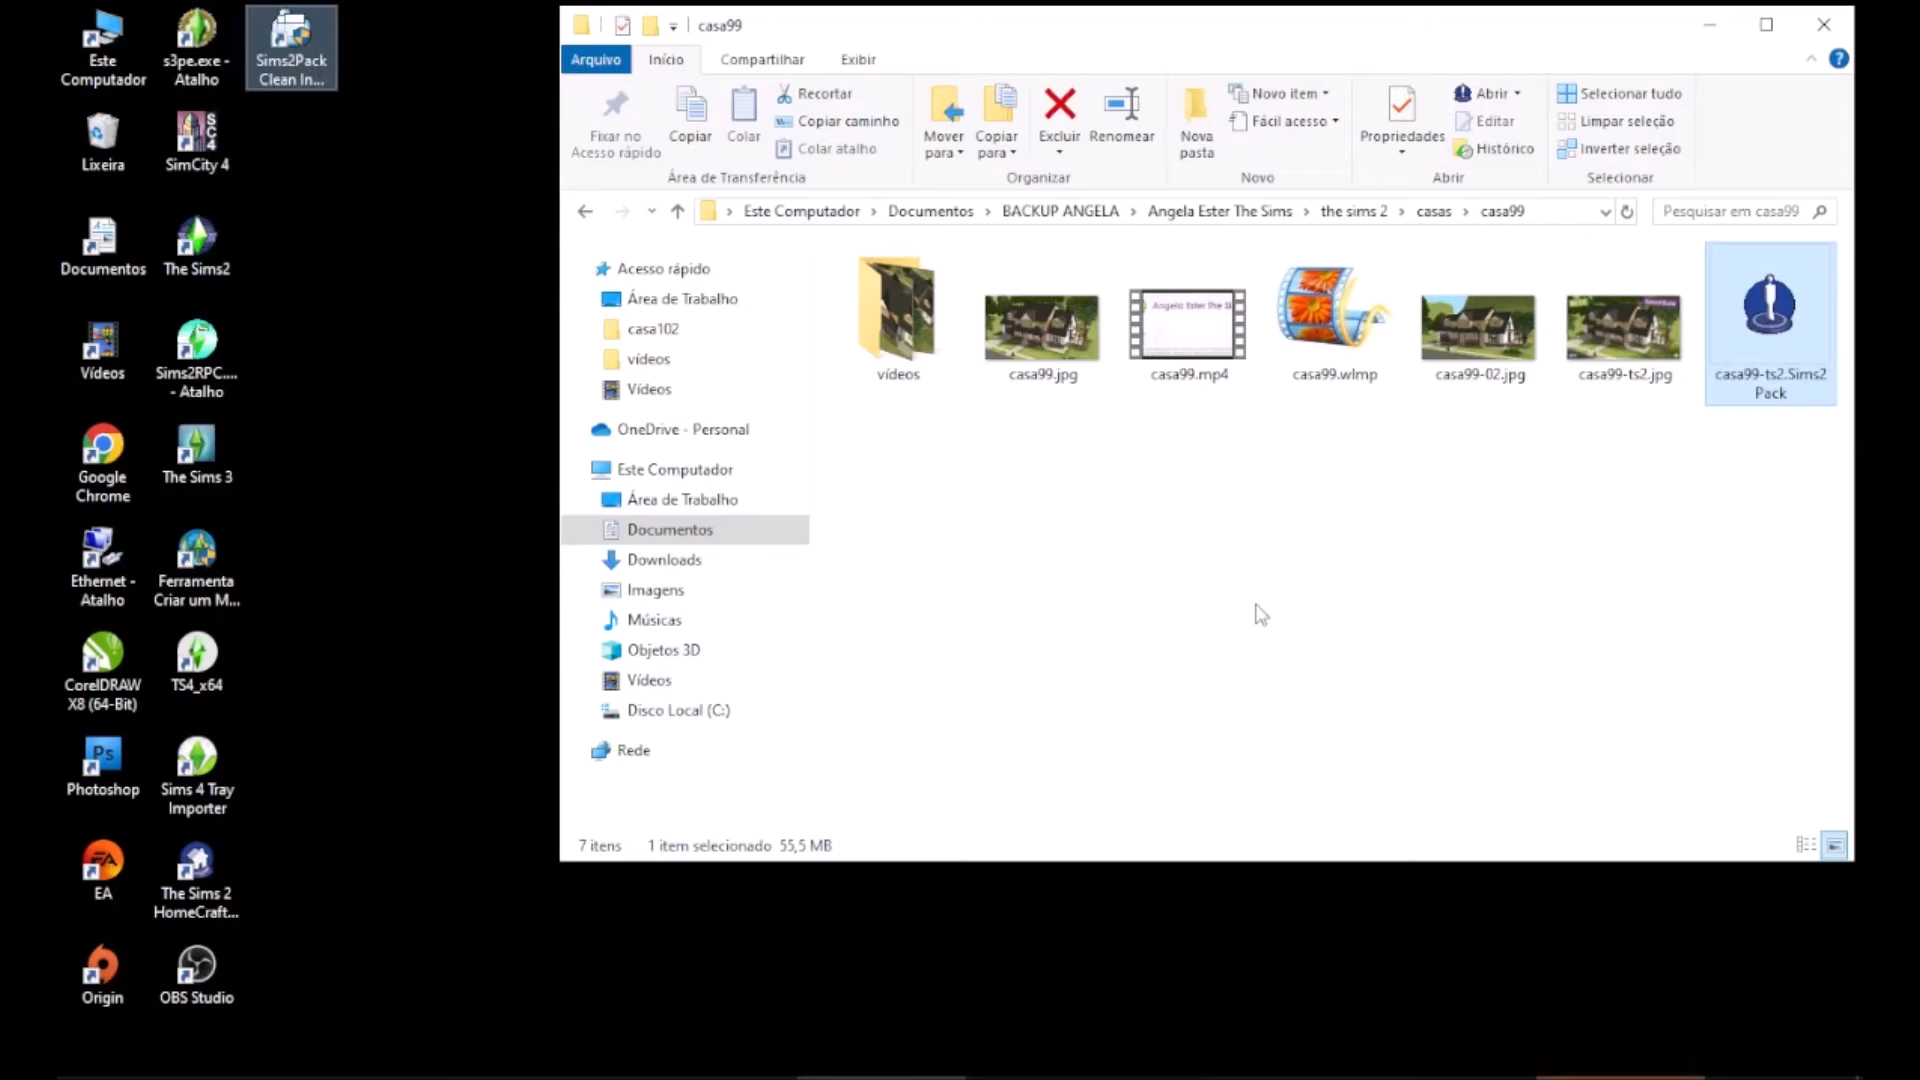 Este
Computador
s3pe.exe -
Atalho
Sims2Pack
Clean In...
Lixeira
SimCity 4
Documentos
The Sims2
Vídeos
Sims2RPC....
- Atalho
Google
Chrome
The Sims 3
Ethernet -
Atalho
Ferramenta
Criar um M...
CorelDRAW
X8 (64-Bit)
TS4_x64
Photoshop
Sims 4 Tray
Importer
EA
The Sims 2
HomeCraft...
Origin
OBS Studio
casa99
Arquivo
Início
Compartilhar
Exibir
Fixar no
Acesso rápido
Copiar
Colar
Recortar
Copiar caminho
Colar atalho
Área de Transferência
Mover
para
Copiar
para
Excluir
Renomear
Organizar
Nova
pasta
Novo item
Fácil acesso
Novo
Propriedades
Abrir
Editar
Histórico
Abrir
Selecionar tudo
Limpar seleção
Inverter seleção
Selecionar
Este Computador > Documentos > BACKUP ANGELA > Angela Ester The Sims > the sims 2 > casas > casa99
Pesquisar em casa99
Acesso rápido
Área de Trabalho
casa102
vídeos
Vídeos
OneDrive - Personal
Este Computador
Área de Trabalho
Documentos
Downloads
Imagens
Músicas
Objetos 3D
Vídeos
Disco Local (C:)
Rede
vídeos
casa99.jpg
casa99.mp4
casa99.wlmp
casa99-02.jpg
casa99-ts2.jpg
casa99-ts2.Sims2
Pack
7 itens 1 item selecionado 55,5 MB